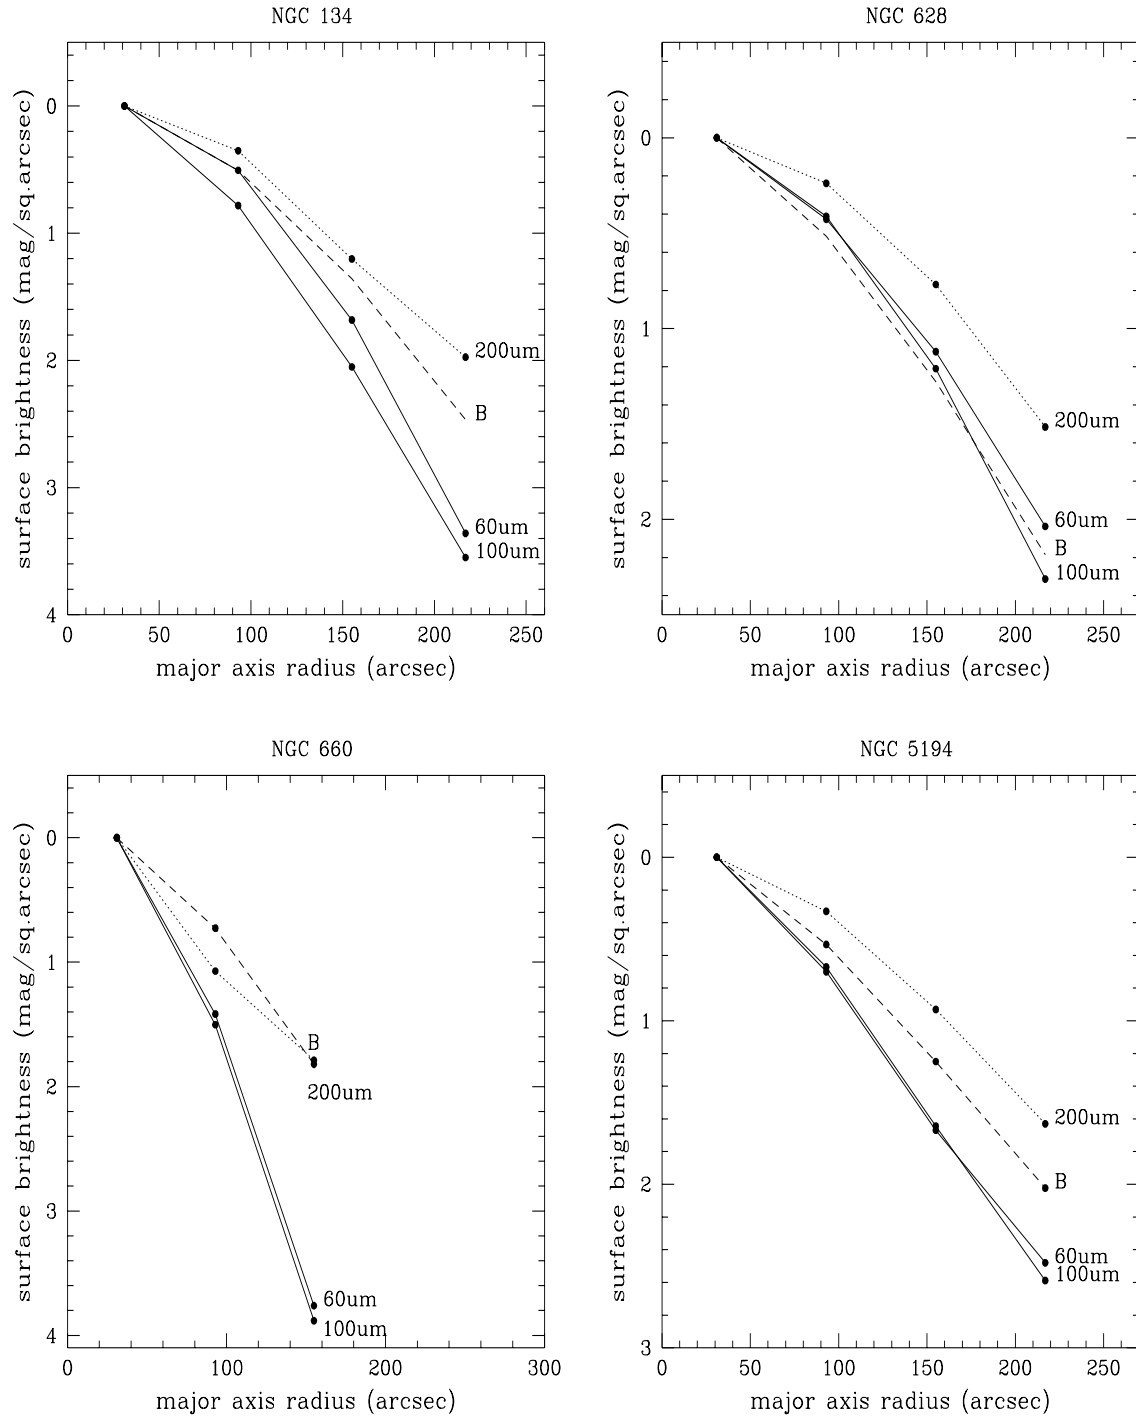 NGC 134
surface brightness (mag/sq.arcsec)
0
1
2
3
4
200um
B
60um
100um
0 50 100 150 200 250
major axis radius (arcsec)
NGC 628
surface brightness (mag/sq.arcsec)
0
1
2
200um
60um
B
100um
0 50 100 150 200 250
major axis radius (arcsec)
NGC 660
surface brightness (mag/sq.arcsec)
0
1
2
3
4
B
200um
60um
100um
0 100 200 300
major axis radius (arcsec)
NGC 5194
surface brightness (mag/sq.arcsec)
0
1
2
3
200um
B
60um
100um
0 50 100 150 200 250
major axis radius (arcsec)